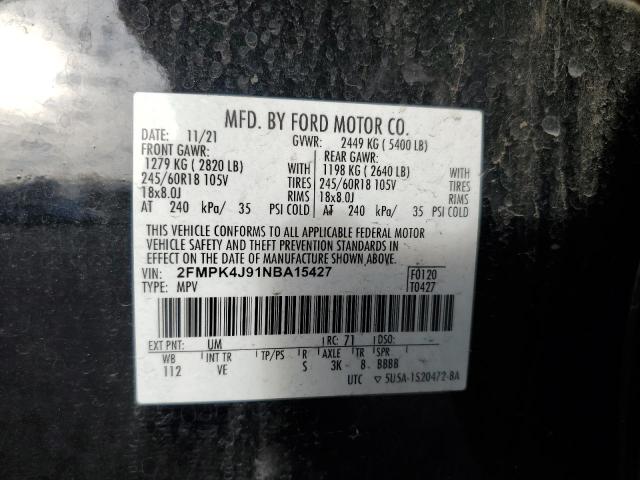 MFD. BY FORD MOTOR CO.
DATE: 11/21 GVWR: 2449 KG ( 5400 LB)
FRONT GAWR: REAR GAWR:
1279 KG ( 2820 LB) WITH 1198 KG ( 2640 LB) WITH
245/60R18 105V TIRES 245/60R18 105V TIRES
18x8.0J RIMS 18x8.0J RIMS
AT 240 kPa/ 35 PSI COLD AT 240 kPa/ 35 PSI COLD
THIS VEHICLE CONFORMS TO ALL APPLICABLE FEDERAL MOTOR
VEHICLE SAFETY AND THEFT PREVENTION STANDARDS IN
EFFECT ON THE DATE OF MANUFACTURE SHOWN ABOVE.
VIN: 2FMPK4J91NBA15427 F0120
TYPE: MPV T0427
EXT PNT: UM RC: 71 DSO:
WB INT TR TP/PS R AXLE TR SPR
112 VE S 3K 8 BBBB
UTC ▽ 5U5A-1520472-BA